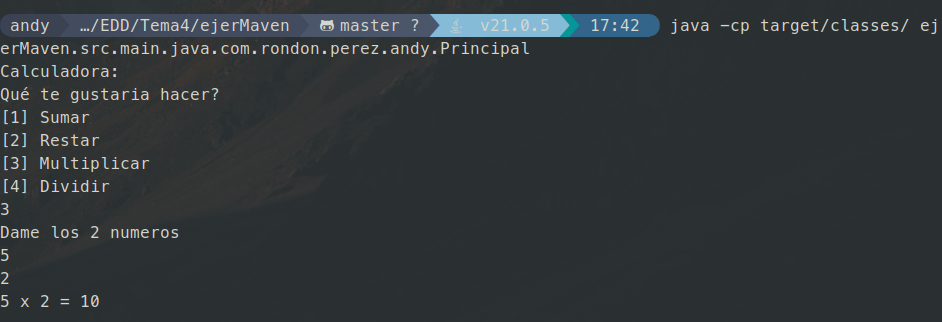 andy …/EDD/Tema4/ejerMaven master ? v21.0.5 17:42 java -cp target/classes/ ej
erMaven.src.main.java.com.rondon.perez.andy.Principal
Calculadora:
Qué te gustaria hacer?
[1] Sumar
[2] Restar
[3] Multiplicar
[4] Dividir
3
Dame los 2 numeros
5
2
5 x 2 = 10